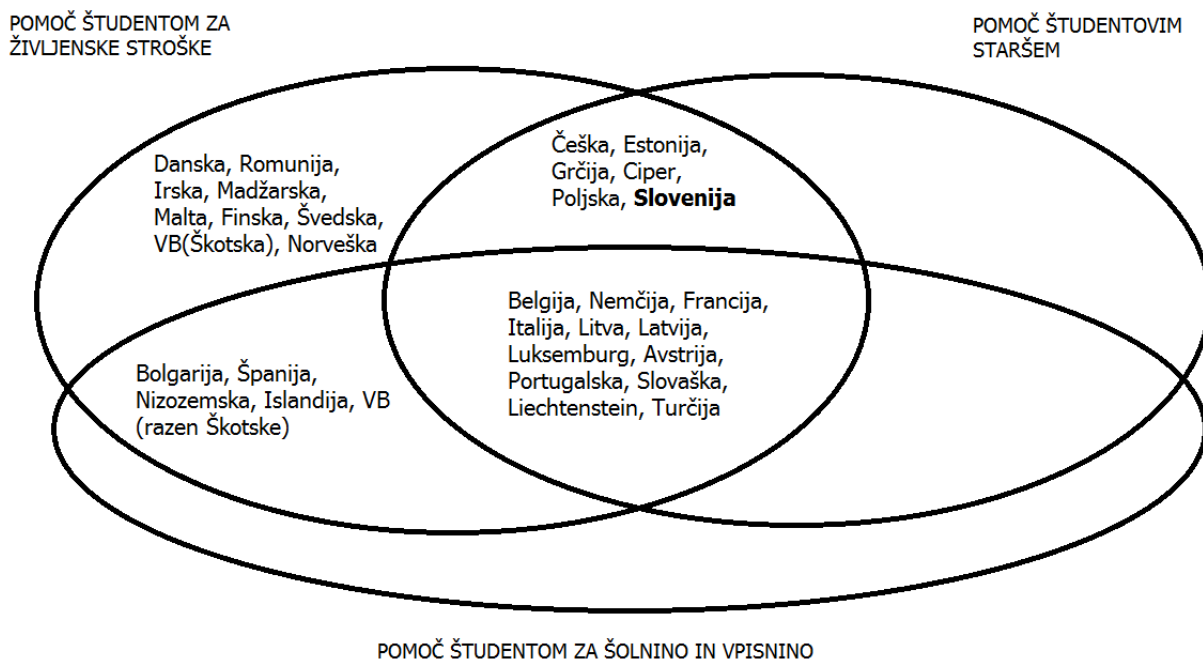 POMOČ ŠTUDENTOM ZA
ŽIVLJENSKE STROŠKE
POMOČ ŠTUDENTOVIM
STARŠEM
Danska, Romunija,
Irska, Madžarska,
Malta, Finska, Švedska,
VB(Škotska), Norveška
Češka, Estonija,
Grčija, Ciper,
Poljska, Slovenija
Bolgarija, Španija,
Nizozemska, Islandija, VB
(razen Škotske)
Belgija, Nemčija, Francija,
Italija, Litva, Latvija,
Luksemburg, Avstrija,
Portugalska, Slovaška,
Liechtenstein, Turčija
POMOČ ŠTUDENTOM ZA ŠOLNINO IN VPISNINO